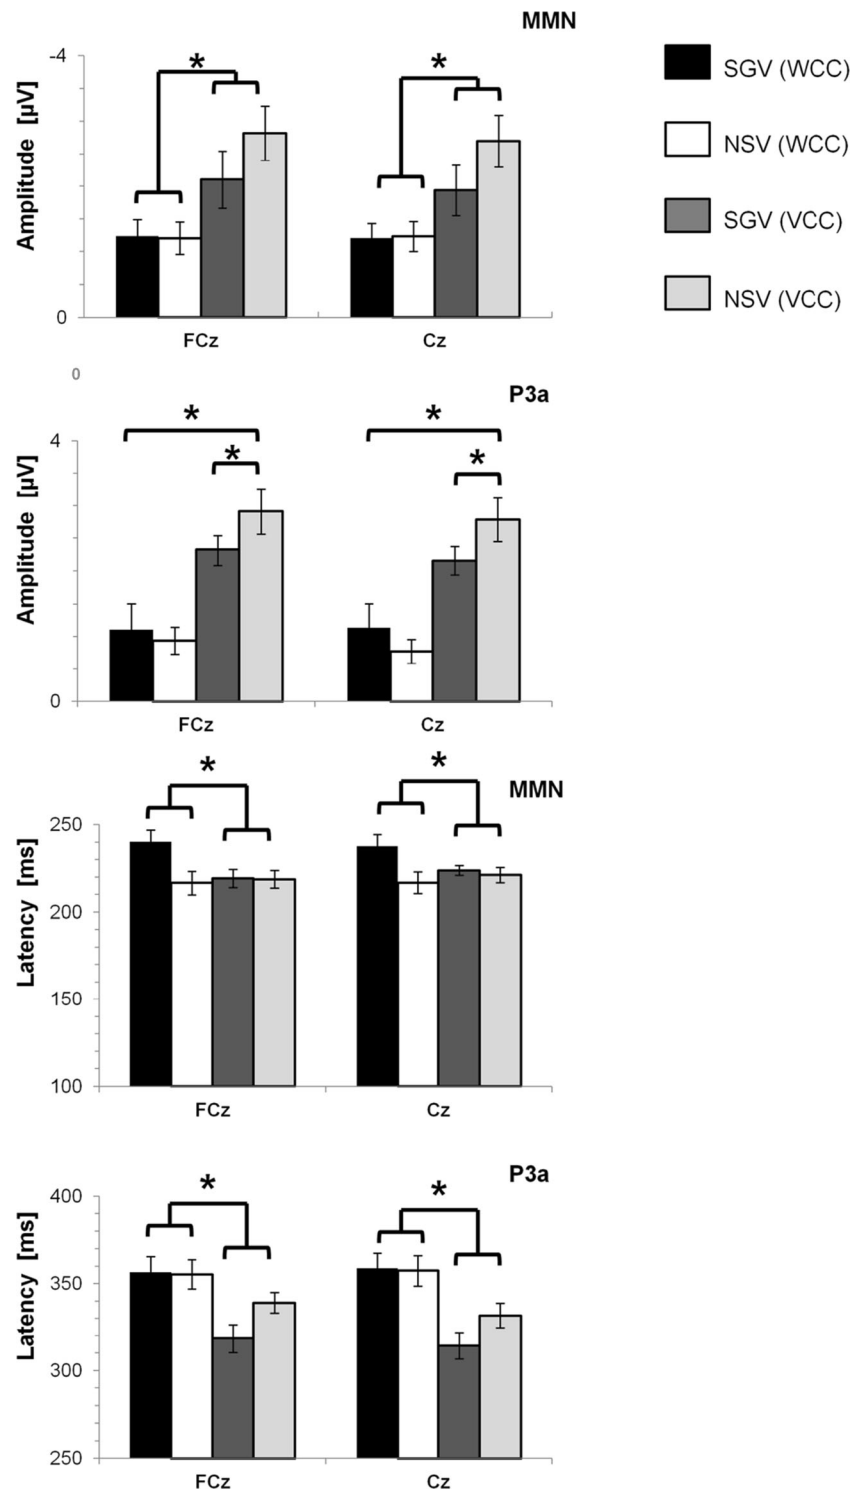 MMN
-4
*
*
Amplitude [µV]
0
FCz
Cz
SGV (WCC)
NSV (WCC)
SGV (VCC)
NSV (VCC)
0
P3a
*
*
4
*
*
Amplitude [µV]
0
FCz
Cz
MMN
*
*
250
200
150
100
Latency [ms]
FCz
Cz
P3a
*
*
400
350
300
250
Latency [ms]
FCz
Cz